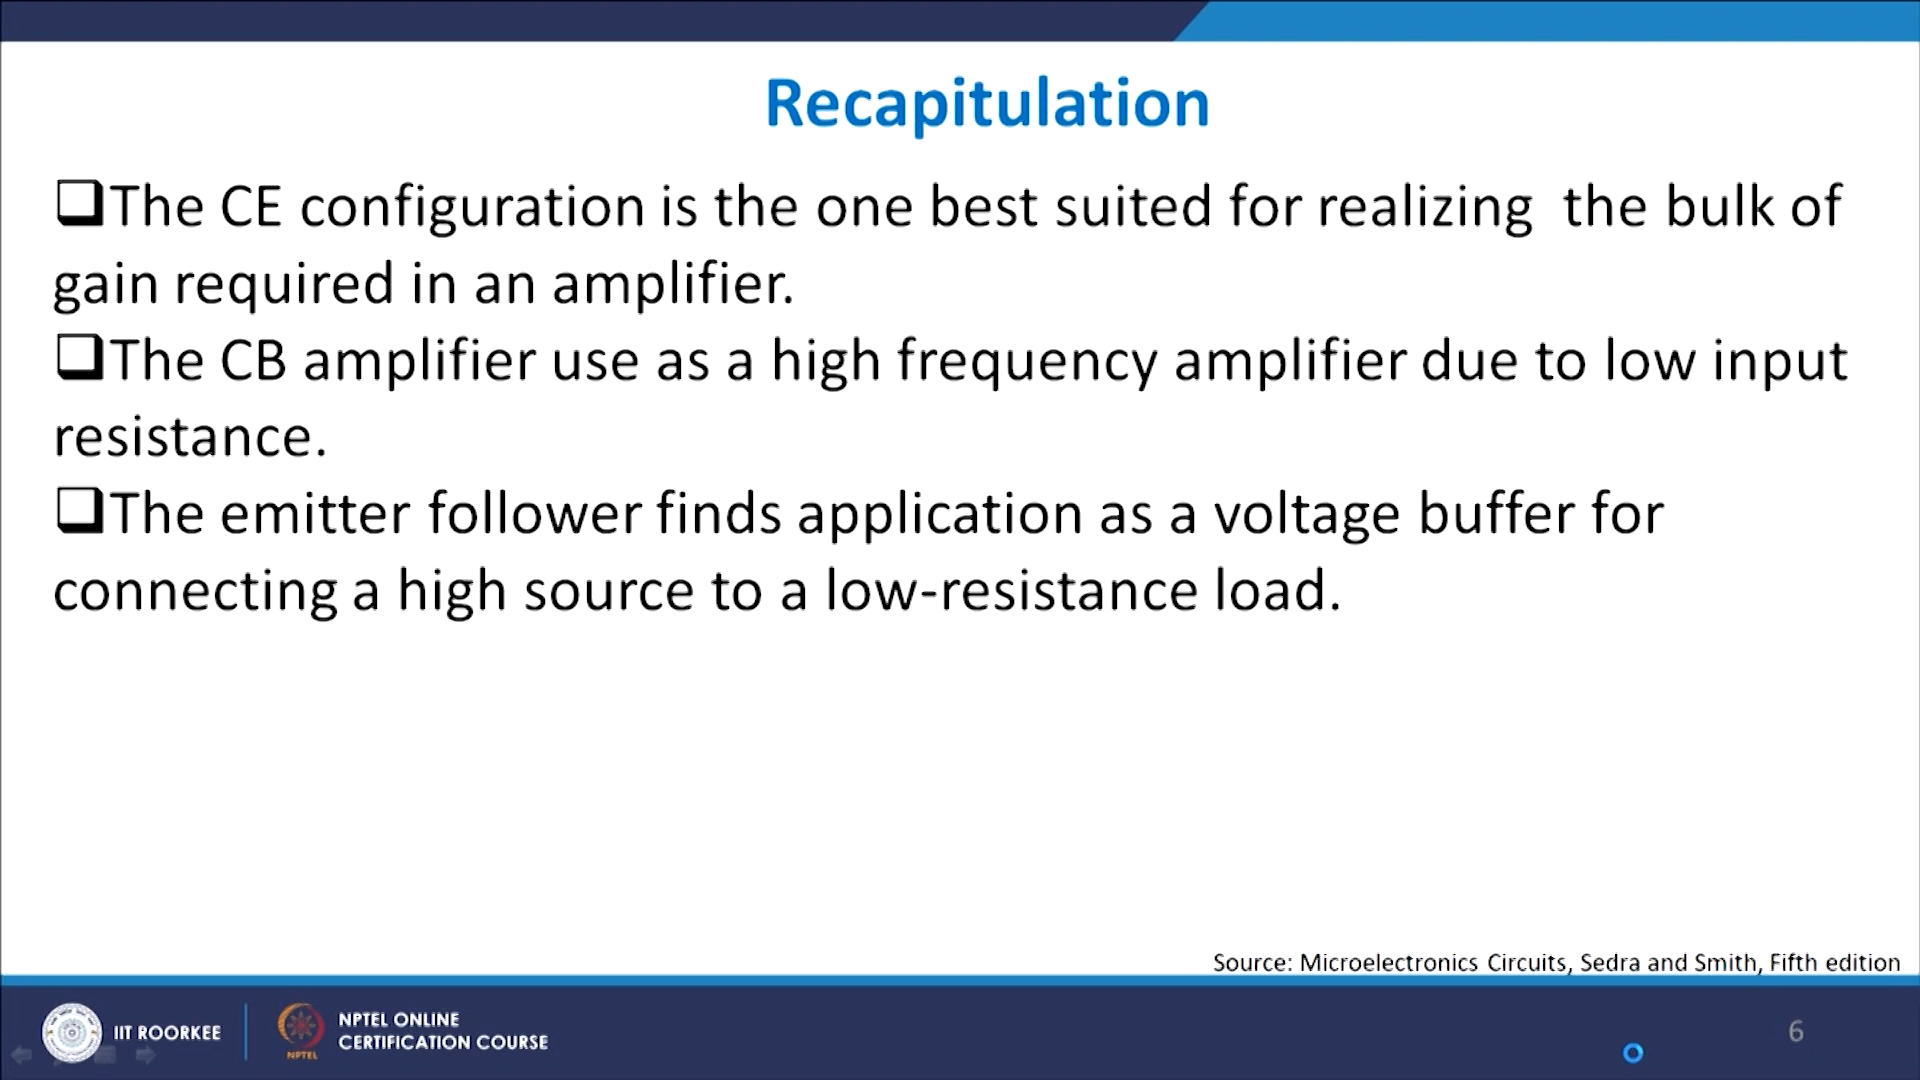 Recapitulation
❑The CE configuration is the one best suited for realizing the bulk of
gain required in an amplifier.
❑The CB amplifier use as a high frequency amplifier due to low input
resistance.
❑The emitter follower finds application as a voltage buffer for
connecting a high source to a low-resistance load.
Source: Microelectronics Circuits, Sedra and Smith, Fifth edition
IIT ROORKEE
NPTEL
NPTEL ONLINE
CERTIFICATION COURSE
6